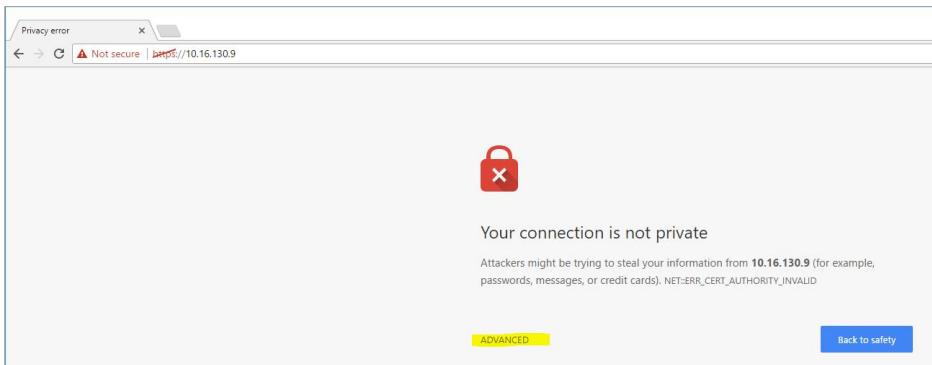 Privacy error
Not secure | https://10.16.130.9
Your connection is not private
Attackers might be trying to steal your information from 10.16.130.9 (for example,
passwords, messages, or credit cards). NET::ERR_CERT_AUTHORITY_INVALID
ADVANCED
Back to safety